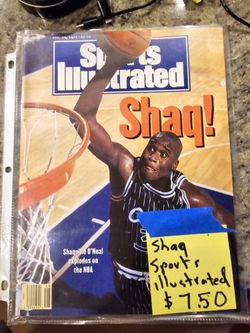 Sports
Illustrated
Shaq!
Shaquille O'Neal
explodes on
the NBA
Shaq
Sports
illustrated
$7.50